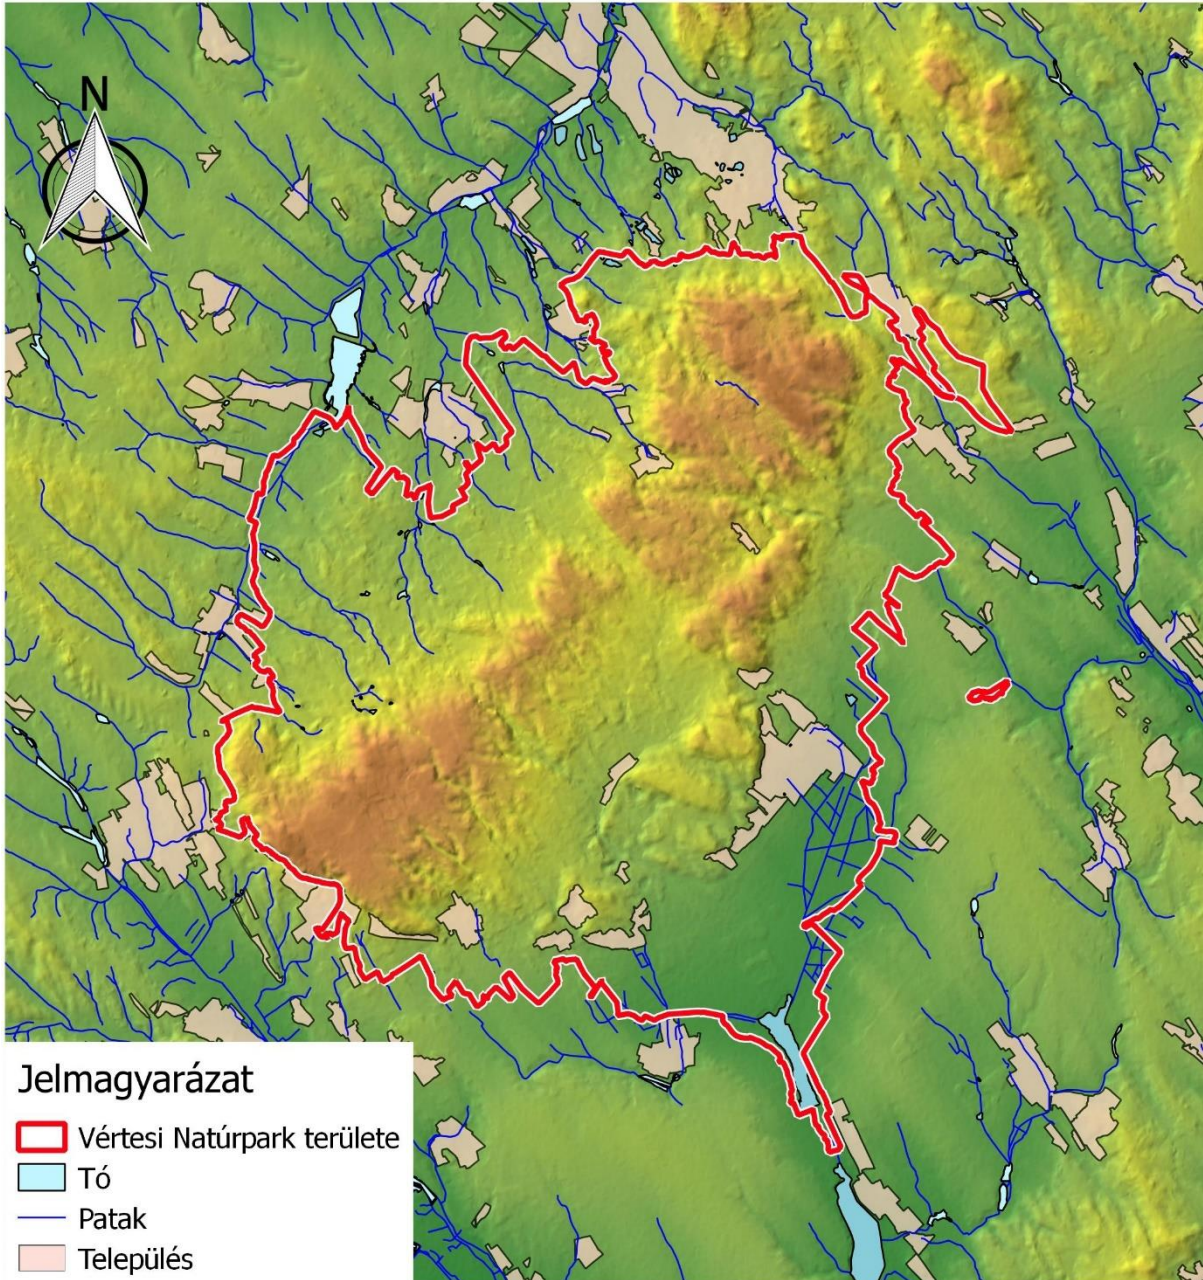 N
Jelmagyarázat
Vértesi Natúrpark területe
Tó
Patak
Település